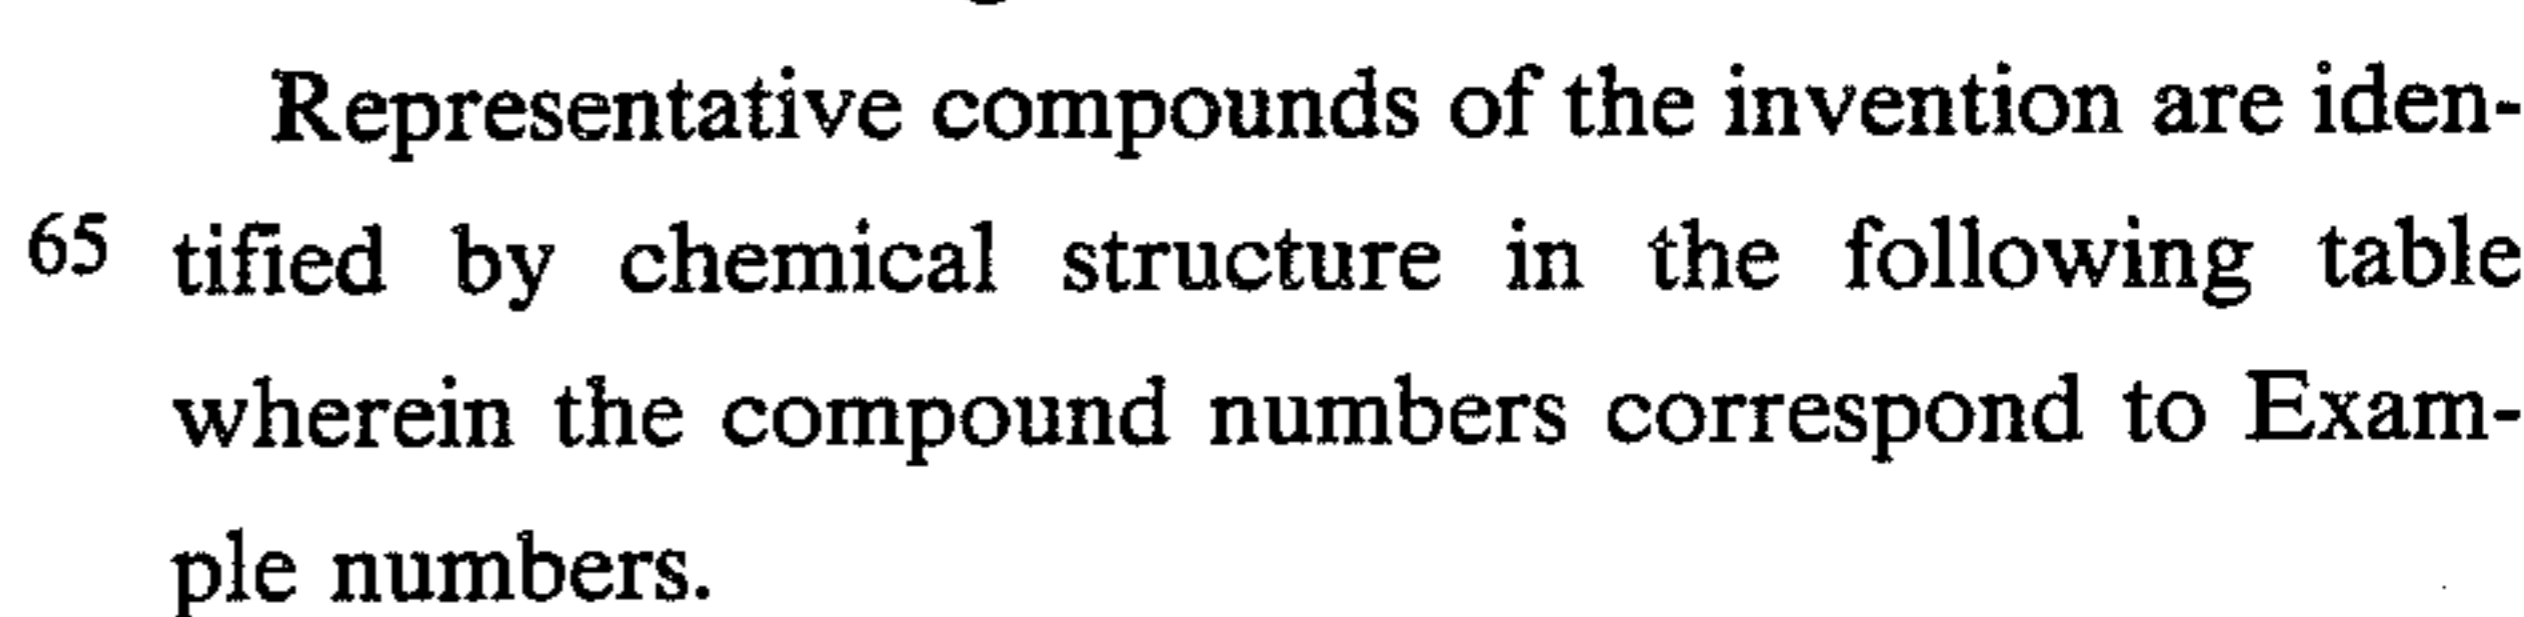 Representative compounds of the invention are iden-
65 tified by chemical structure in the following table
wherein the compound numbers correspond to Exam-
ple numbers.